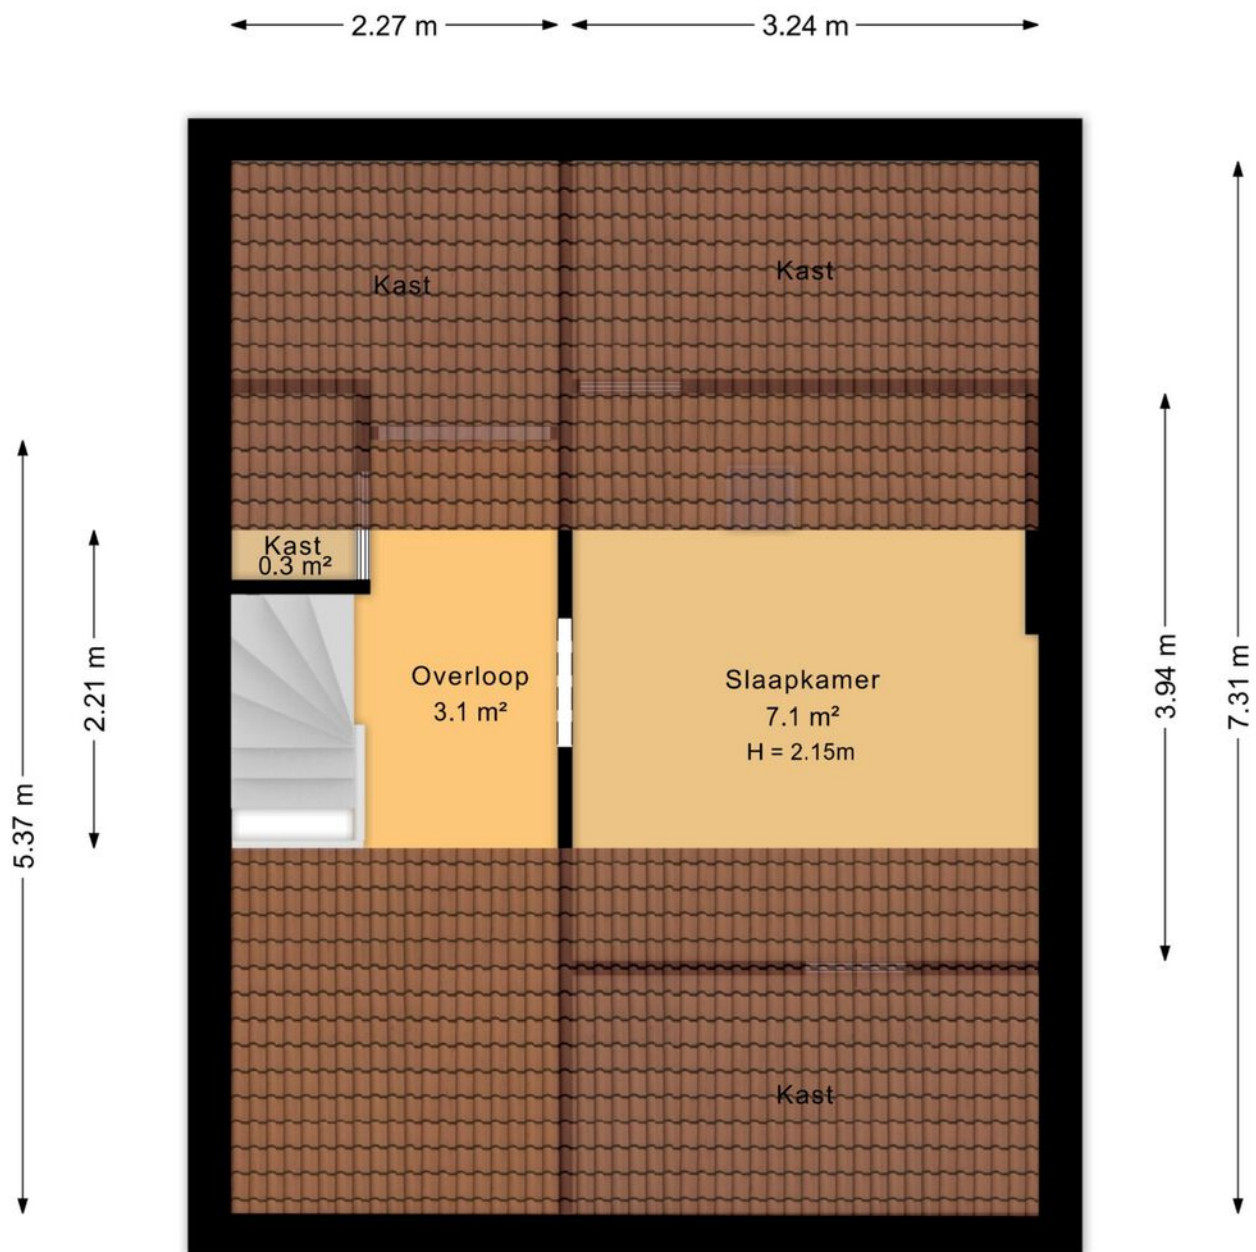 2.27 m
3.24 m
Kast
Kast
Kast
0.3 m²
Overloop
3.1 m²
Slaapkamer
7.1 m²
H = 2.15m
Kast
5.37 m
2.21 m
3.94 m
7.31 m